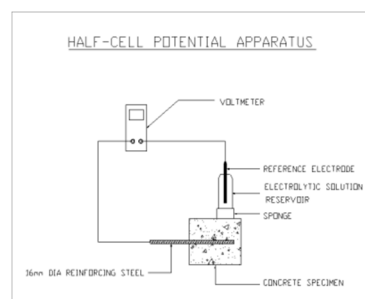 HALF-CELL POTENTIAL APPARATUS
VOLTMETER
REFERENCE ELECTRODE
ELECTROLYTIC SOLUTION
RESERVOIR
SPONGE
16mm DIA REINFORCING STEEL
CONCRETE SPECIMEN